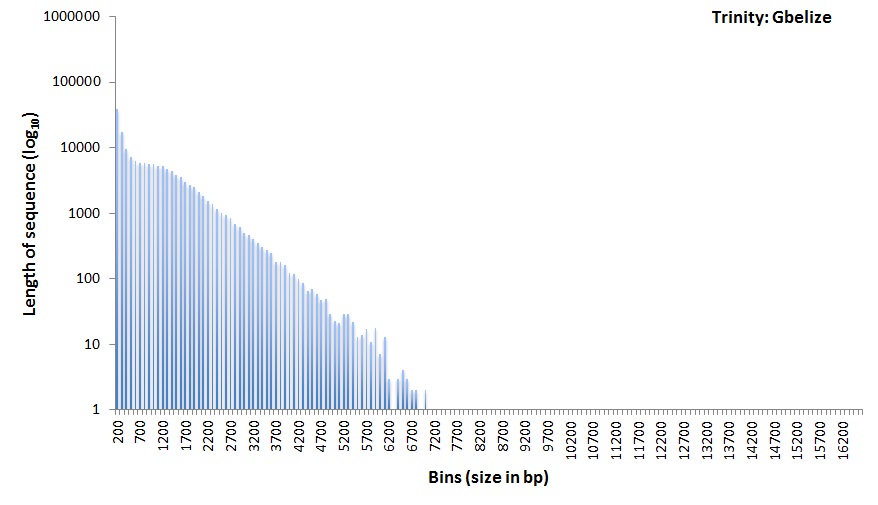 Trinity: Gbelize
1000000
100000
10000
1000
100
10
1
Length of sequence (log10)
200 700 1200 1700 2200 2700 3200 3700 4200 4700 5200 5700 6200 6700 7200 7700 8200 8700 9200 9700 10200 10700 11200 11700 12200 12700 13200 13700 14200 14700 15200 15700 16200
Bins (size in bp)